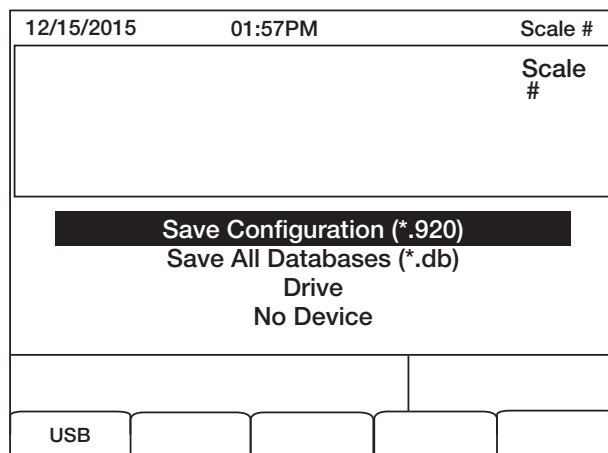 12/15/2015 01:57PM Scale #
Scale
#
Save Configuration (*.920)
Save All Databases (*.db)
Drive
No Device
USB